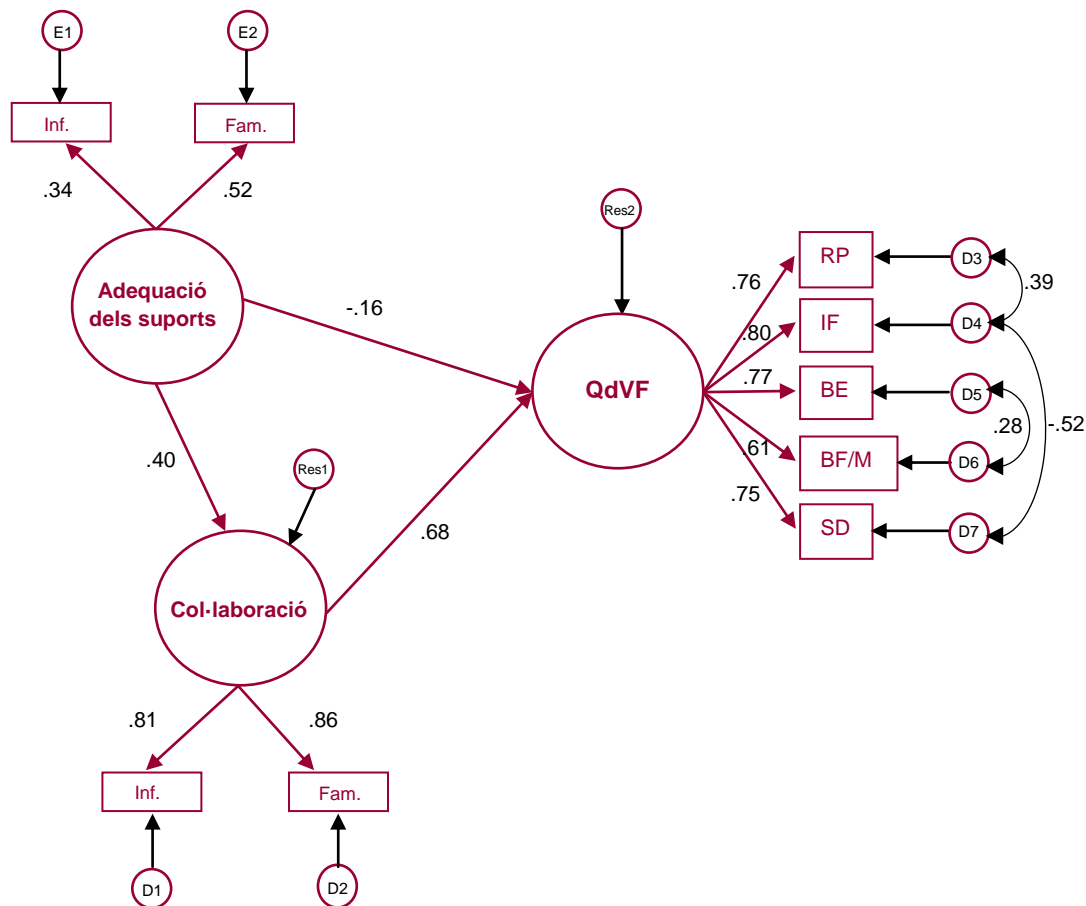 E1
E2
Inf.
Fam.
.34
.52
Res2
Adequació
dels suports
-.16
RP
D3
.76
.39
IF
D4
.80
QdVF
.77
BE
D5
.28
-.52
.61
BF/M
D6
.75
SD
D7
.40
Res1
.68
Col·laboració
.81
.86
Inf.
Fam.
D1
D2